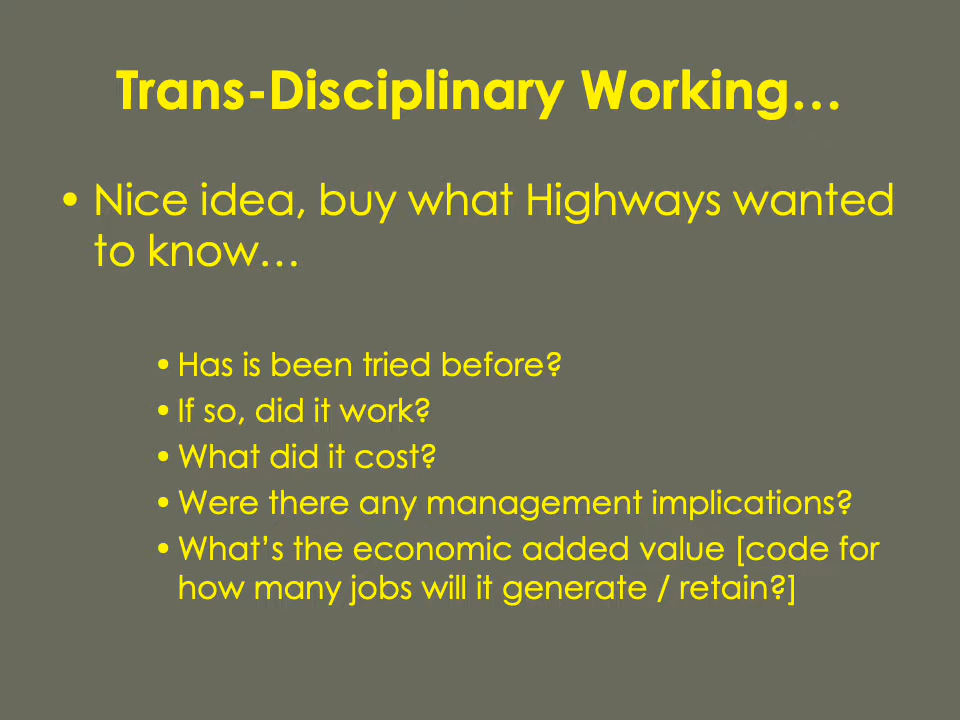 Trans-Disciplinary Working…
• Nice idea, buy what Highways wanted
to know…
• Has is been tried before?
• If so, did it work?
• What did it cost?
• Were there any management implications?
• What’s the economic added value [code for
how many jobs will it generate / retain?]